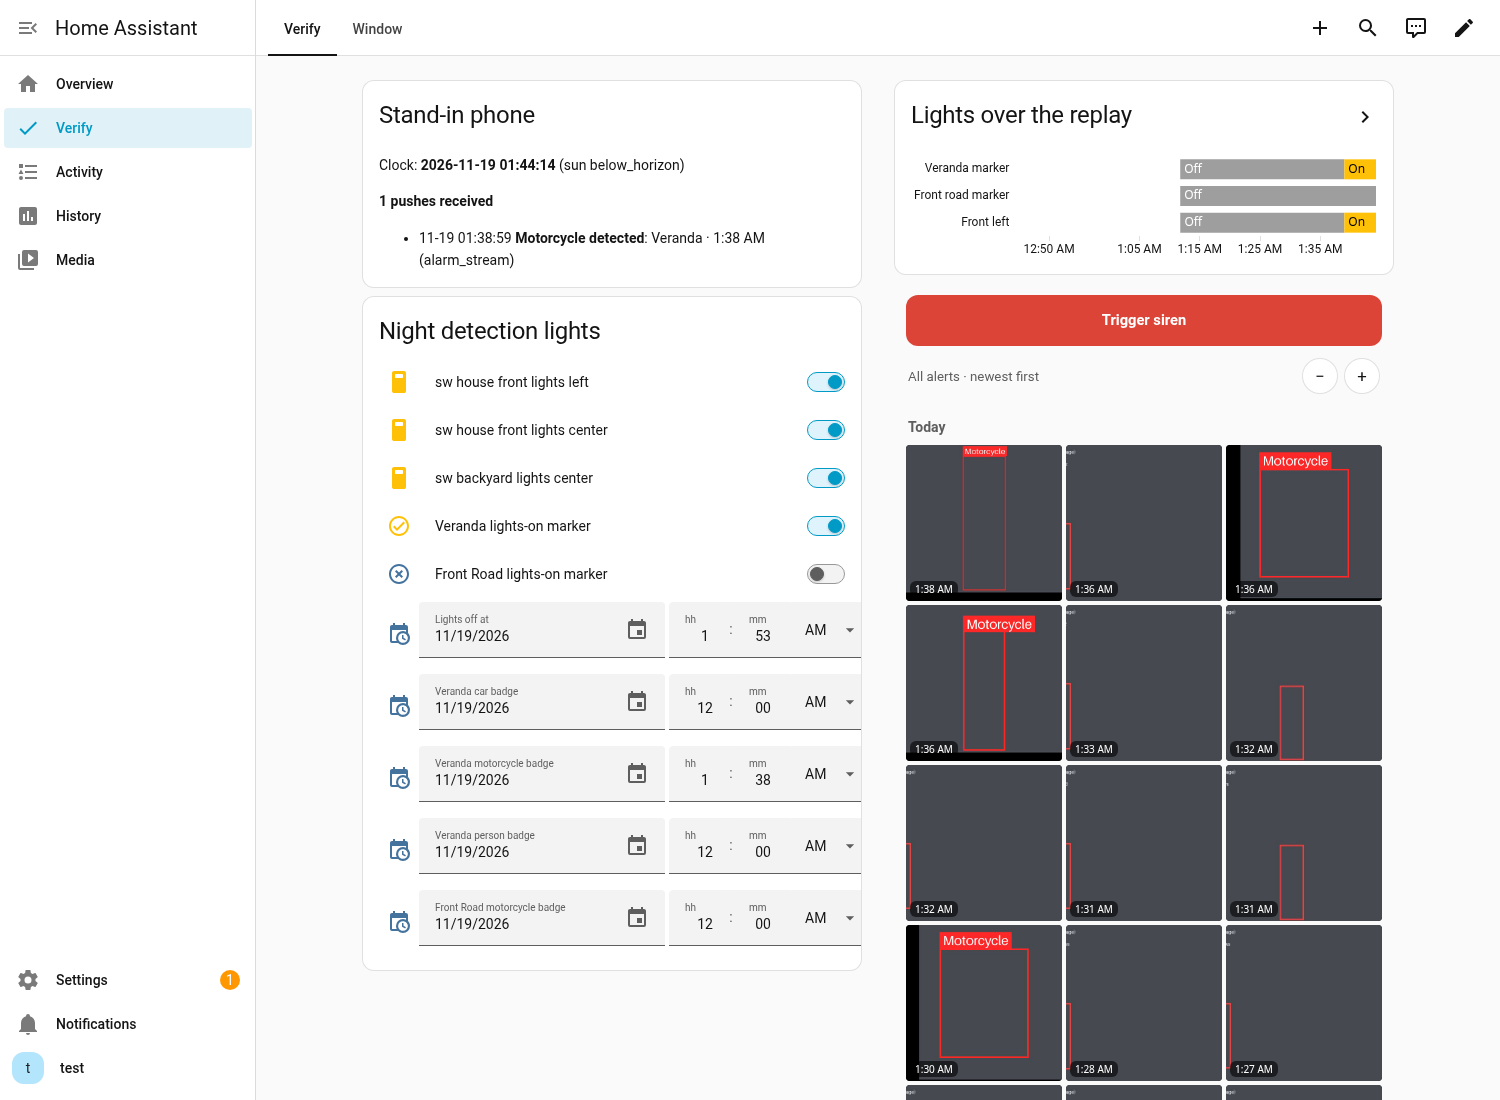 Home Assistant
Verify
Window
Overview
Verify
Activity
History
Media
Settings
1
Notifications
t
test
Stand-in phone
Clock: 2026-11-19 01:44:14 (sun below_horizon)
1 pushes received
• 11-19 01:38:59 Motorcycle detected: Veranda · 1:38 AM
(alarm_stream)
Night detection lights
sw house front lights left
sw house front lights center
sw backyard lights center
Veranda lights-on marker
Front Road lights-on marker
Lights off at
11/19/2026
hh
mm
1 : 53 AM
Veranda car badge
11/19/2026
hh
mm
12 : 00 AM
Veranda motorcycle badge
11/19/2026
hh
mm
1 : 38 AM
Veranda person badge
11/19/2026
hh
mm
12 : 00 AM
Front Road motorcycle badge
11/19/2026
hh
mm
12 : 00 AM
Lights over the replay
Veranda marker Off On
Front road marker Off
Front left Off On
12:50 AM 1:05 AM 1:15 AM 1:25 AM 1:35 AM
Trigger siren
All alerts · newest first
− +
Today
Motorcycle
1:38 AM
1:36 AM
Motorcycle
1:36 AM
Motorcycle
1:36 AM
1:33 AM
1:32 AM
1:32 AM
1:31 AM
1:31 AM
Motorcycle
1:30 AM
1:28 AM
1:27 AM